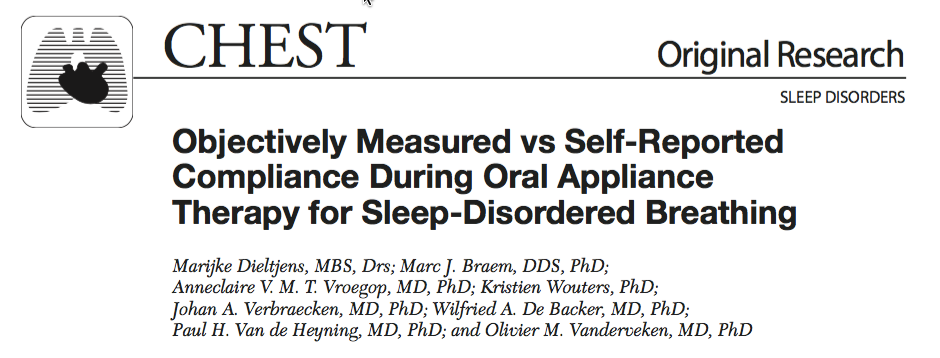 CHEST
Original Research
SLEEP DISORDERS
Objectively Measured vs Self-Reported
Compliance During Oral Appliance
Therapy for Sleep-Disordered Breathing
Marijke Dieltjens, MBS, Drs; Marc J. Braem, DDS, PhD;
Anneclaire V. M. T. Vroegop, MD, PhD; Kristien Wouters, PhD;
Johan A. Verbraecken, MD, PhD; Wilfried A. De Backer, MD, PhD;
Paul H. Van de Heyning, MD, PhD; and Olivier M. Vanderveken, MD, PhD